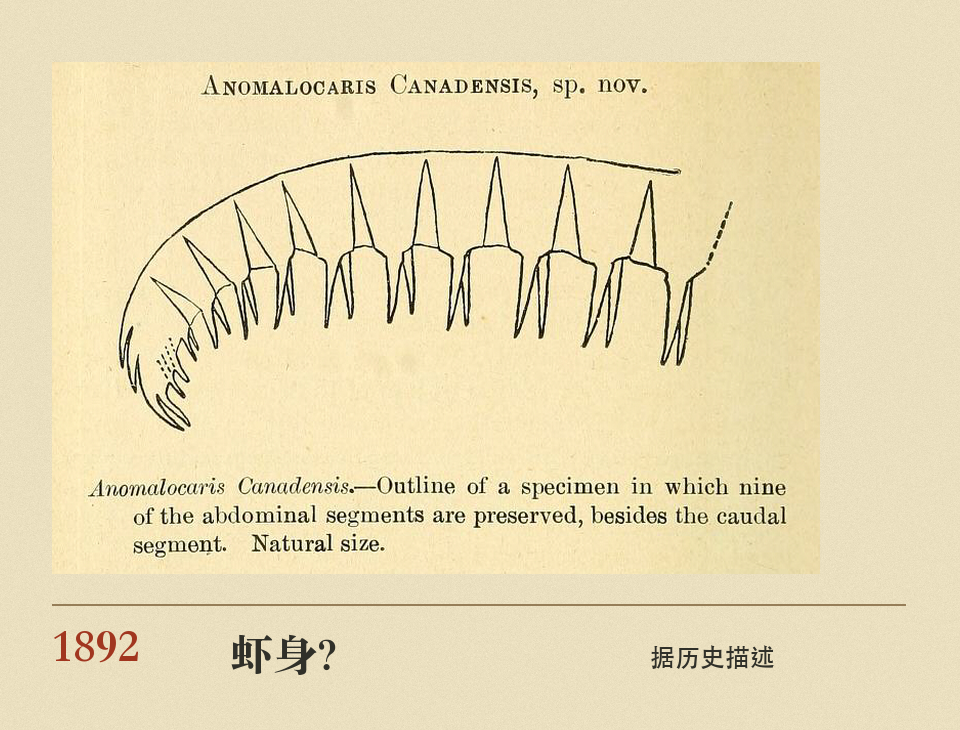 Anomalocaris Canadensis, sp. nov.
Anomalocaris Canadensis.—Outline of a specimen in which nine
of the abdominal segments are preserved, besides the caudal
segment. Natural size.
1892
虾身?
据历史描述